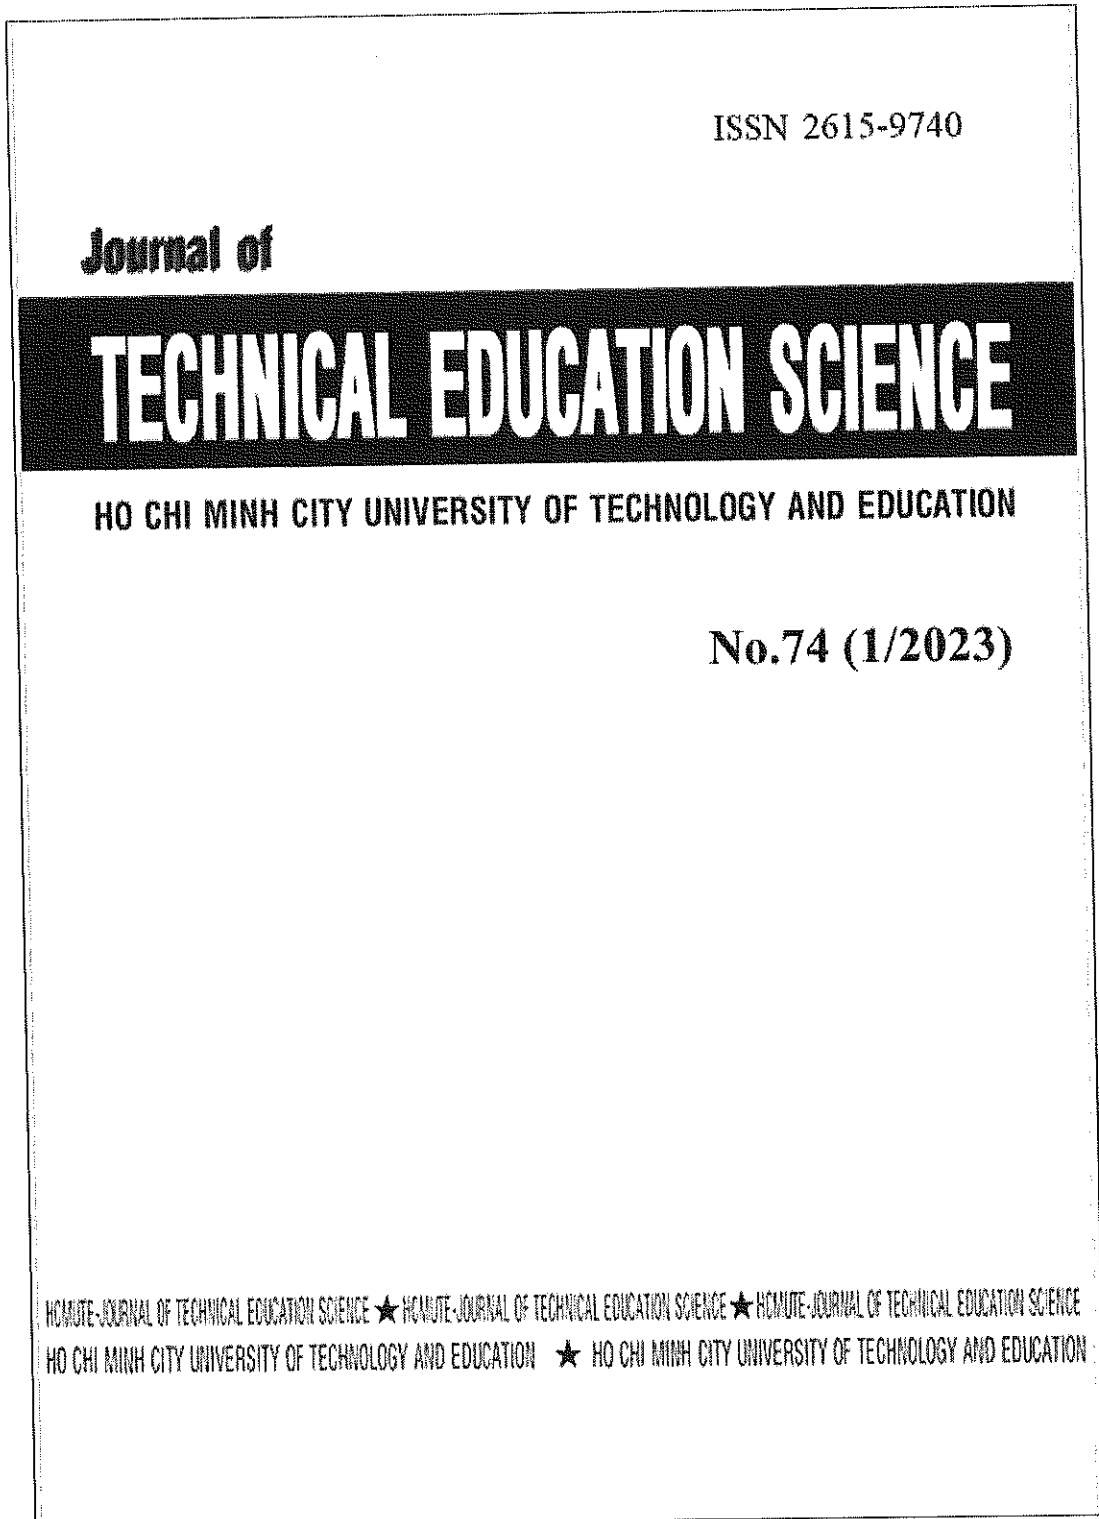 ISSN 2615-9740
Journal of
TECHNICAL EDUCATION SCIENCE
HO CHI MINH CITY UNIVERSITY OF TECHNOLOGY AND EDUCATION
No.74 (1/2023)
HCMUTE-JOURNAL OF TECHNICAL EDUCATION SCIENCE ★ HCMUTE-JOURNAL OF TECHNICAL EDUCATION SCIENCE ★ HCMUTE-JOURNAL OF TECHNICAL EDUCATION SCIENCE
HO CHI MINH CITY UNIVERSITY OF TECHNOLOGY AND EDUCATION ★ HO CHI MINH CITY UNIVERSITY OF TECHNOLOGY AND EDUCATION